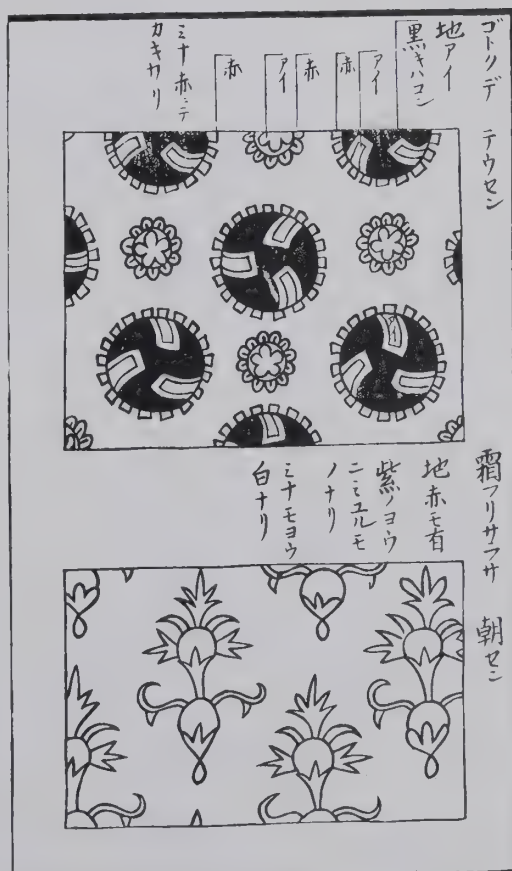 ゴトリデ テウセン
地アイ
黒キハコン
アイ
赤
赤
アイ
赤
ミナ赤ニテ
カキカリ
霜フリサラサ 朝セン
地赤モ有
紫ノヨウ
ニミユルモ
ノナリ
ミナモヨウ
白ナリ